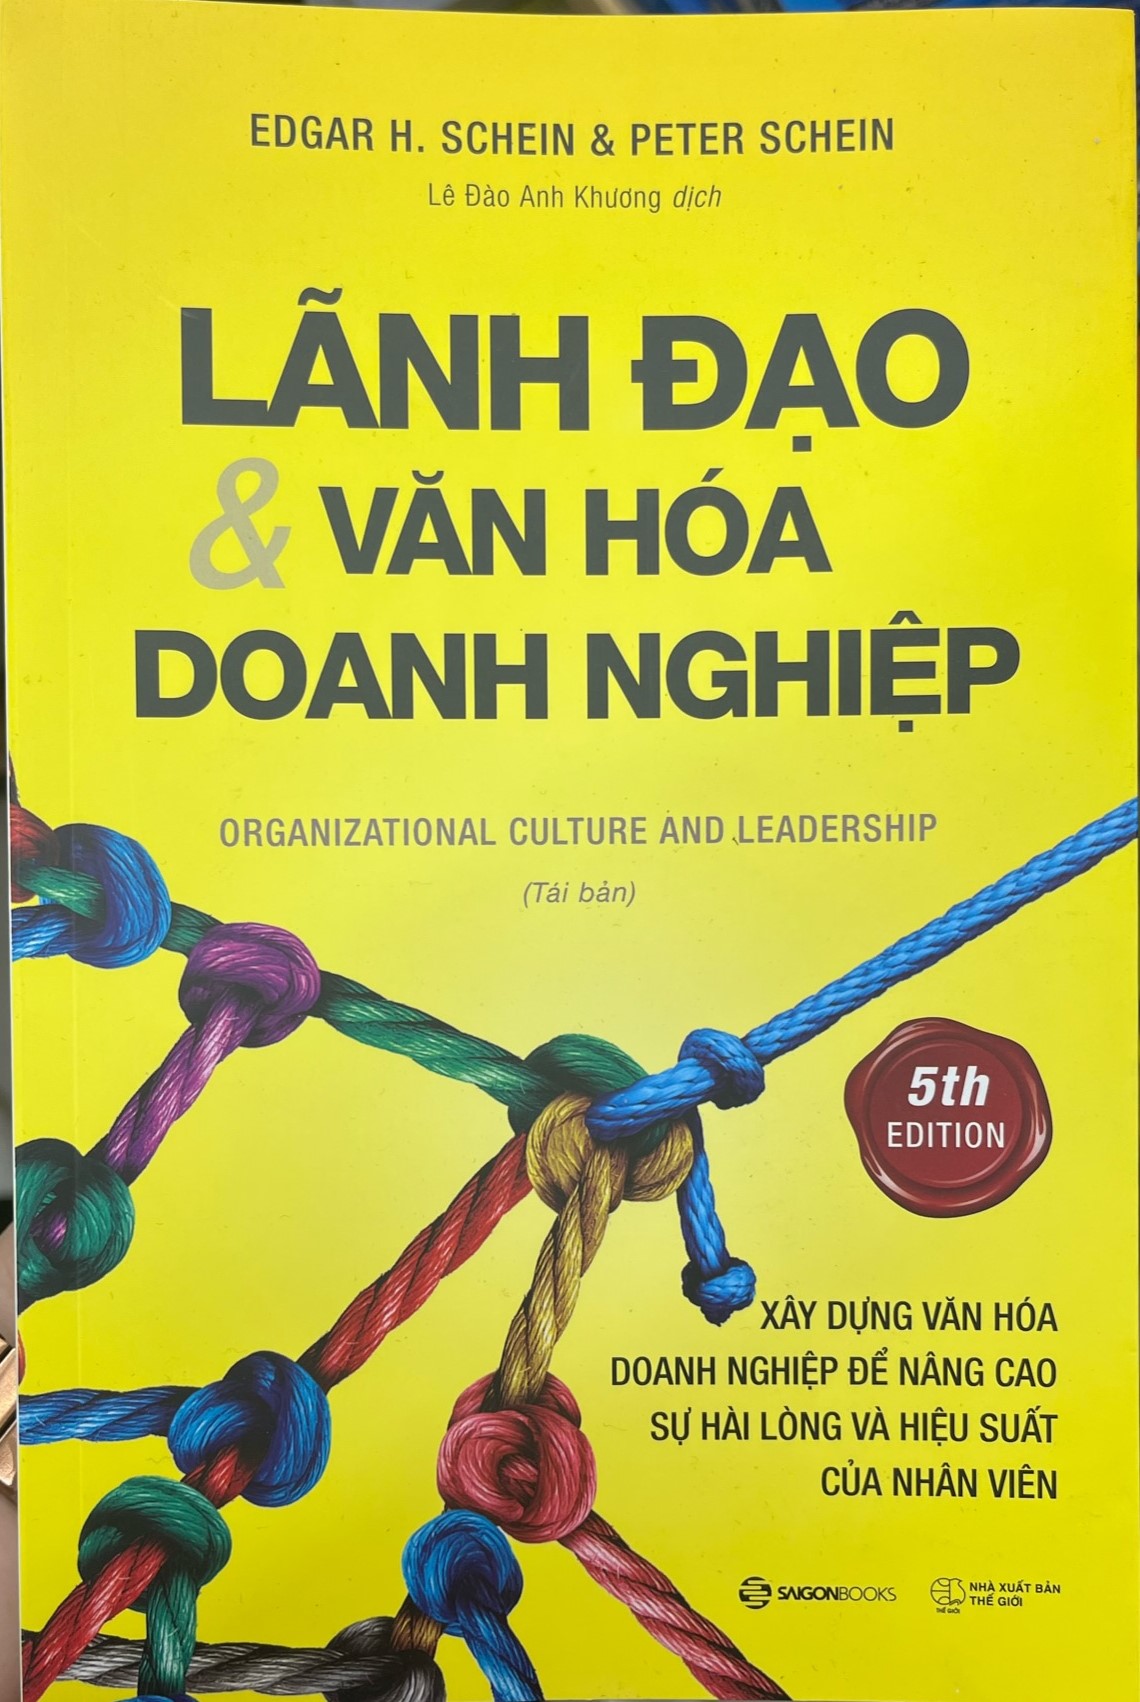 EDGAR H. SCHEIN & PETER SCHEIN
Lê Đào Anh Khương dịch
LÃNH ĐẠO
& VĂN HÓA
DOANH NGHIỆP
ORGANIZATIONAL CULTURE AND LEADERSHIP
(Tái bản)
5th
EDITION
XÂY DỰNG VĂN HÓA
DOANH NGHIỆP ĐỂ NÂNG CAO
SỰ HÀI LÒNG VÀ HIỆU SUẤT
CỦA NHÂN VIÊN
SAIGONBOOKS
THẾ GIỚI
NHÀ XUẤT BẢN
THẾ GIỚI